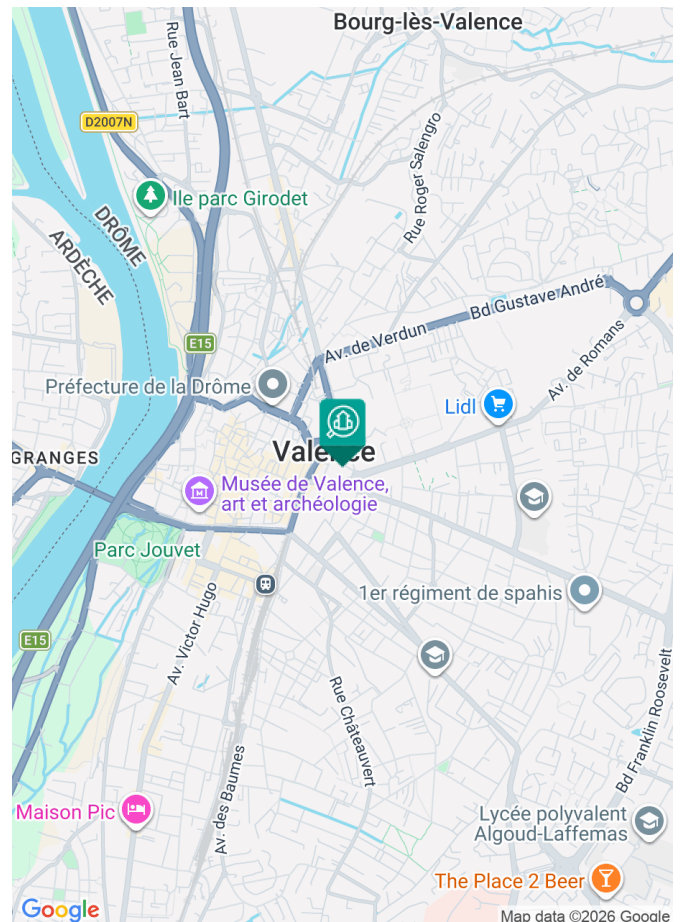 Bourg-lès-Valence
Rue Jean Bart
D2007N
Rue Roger Salengro
Ile parc Girodet
DRÔME
ARDÈCHE
Bd Gustave André
E15
Av. de Verdun
Av. de Romans
Préfecture de la Drôme
Lidl
GRANGES
Valence
Musée de Valence,
art et archéologie
Parc Jouvet
1er régiment de spahis
E15
Av. Victor Hugo
Rue Châteauvert
Bd Franklin Roosevelt
Av. des Baumes
Maison Pic
Lycée polyvalent
Algoud-Laffemas
The Place 2 Beer
Google
Map data ©2026 Google